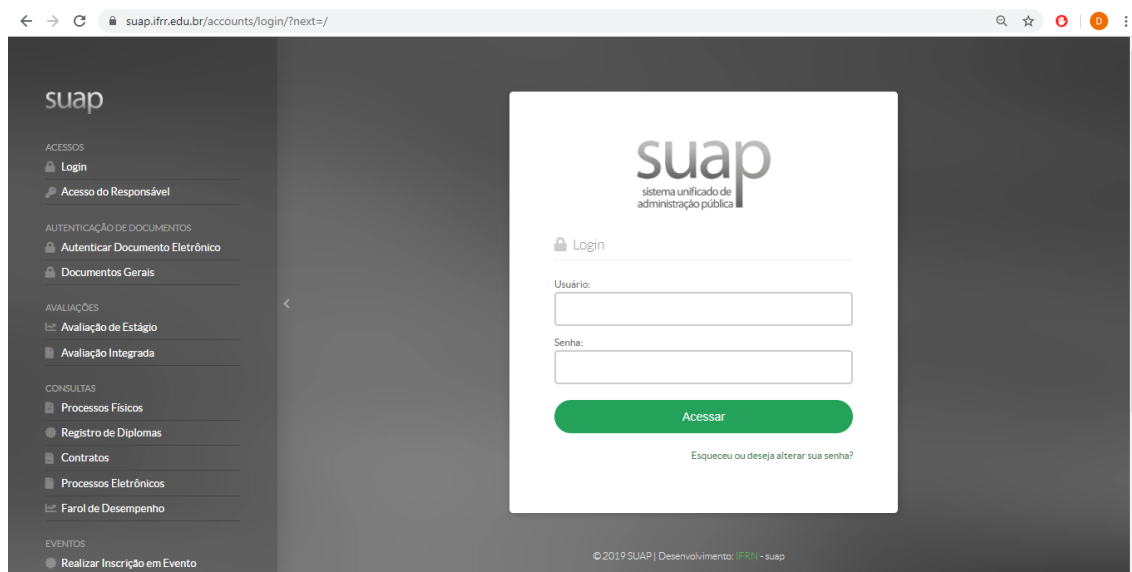 suap.ifrr.edu.br/accounts/login/?next=/
D
suap
ACESSOS
Login
Acesso do Responsável
AUTENTICAÇÃO DE DOCUMENTOS
Autenticar Documento Eletrônico
Documentos Gerais
AVALIAÇÕES
Avaliação de Estágio
Avaliação Integrada
CONSULTAS
Processos Físicos
Registro de Diplomas
Contratos
Processos Eletrônicos
Farol de Desempenho
EVENTOS
Realizar Inscrição em Evento
suap
sistema unificado de
administração pública
Login
Usuário:
Senha:
Acessar
Esqueceu ou deseja alterar sua senha?
©2019 SUAP | Desenvolvimento: IFRN - suap